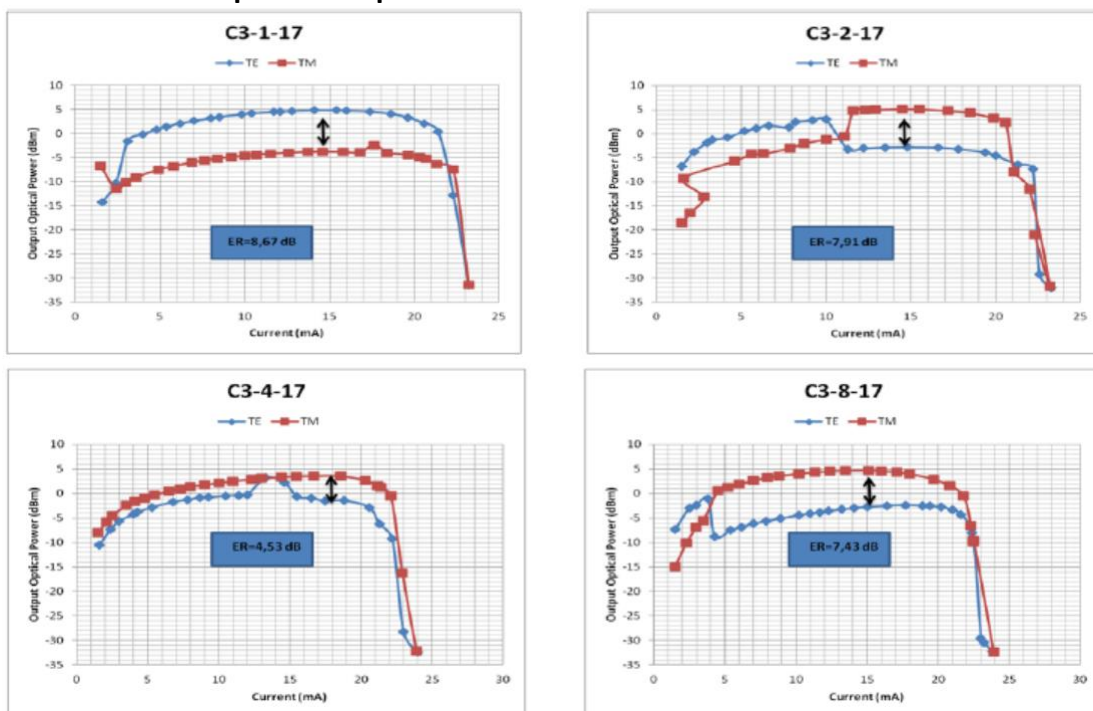 C3-1-17
TE TM
Output Optical Power (dBm)
10
5
0
-5
-10
-15
-20
-25
-30
-35
ER=8,67 dB
0 5 10 15 20 25
Current (mA)
C3-2-17
TE TM
Output Optical Power (dBm)
10
5
0
-5
-10
-15
-20
-25
-30
-35
ER=7,91 dB
0 5 10 15 20 25
Current (mA)
C3-4-17
TE TM
Output Optical Power (dBm)
10
5
0
-5
-10
-15
-20
-25
-30
-35
ER=4,53 dB
0 5 10 15 20 25 30
Current (mA)
C3-8-17
TE TM
Output Optical Power (dBm)
10
5
0
-5
-10
-15
-20
-25
-30
-35
ER=7,43 dB
0 5 10 15 20 25 30
Current (mA)